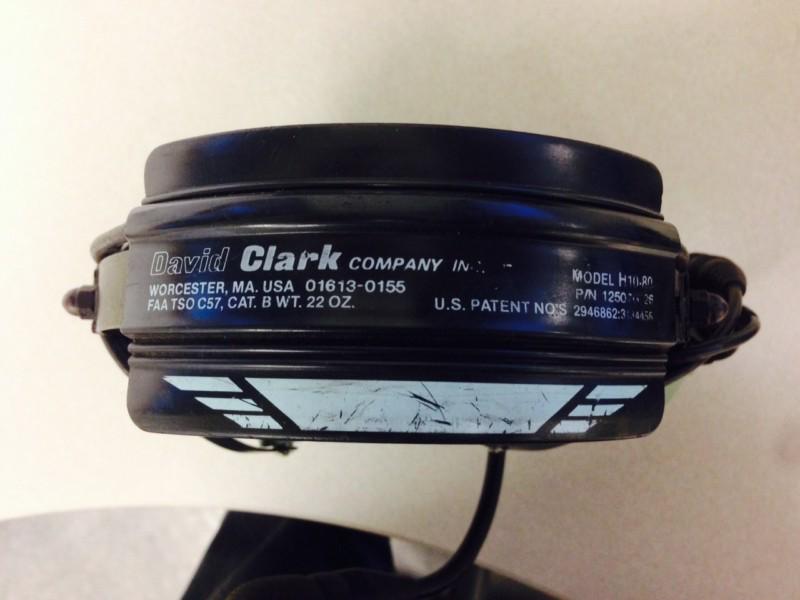 David Clark COMPANY
WORCESTER, MA. USA 01613-0155
FAA TSO C57, CAT. B WT. 22 OZ.
MODEL H10-80
P/N
U.S. PATENT NO'S 2946862;